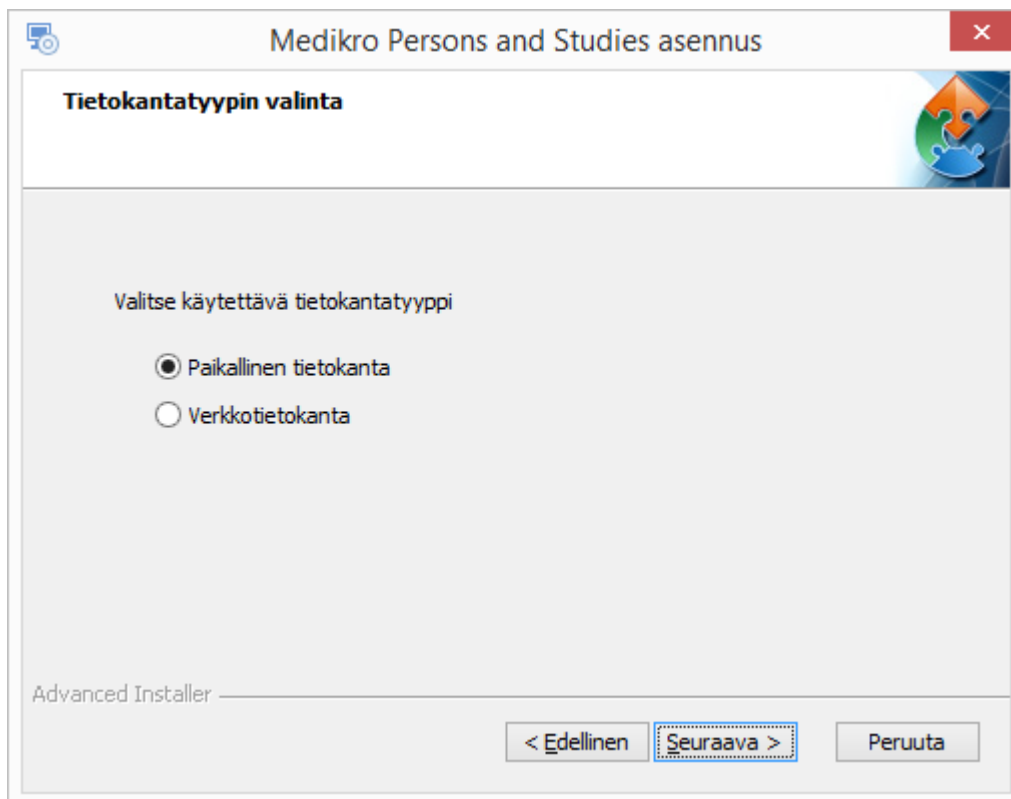 Medikro Persons and Studies asennus
Tietokantatyypin valinta
Valitse käytettävä tietokantatyyppi
Paikallinen tietokanta
Verkkotietokanta
Advanced Installer
< Edellinen Seuraava > Peruuta